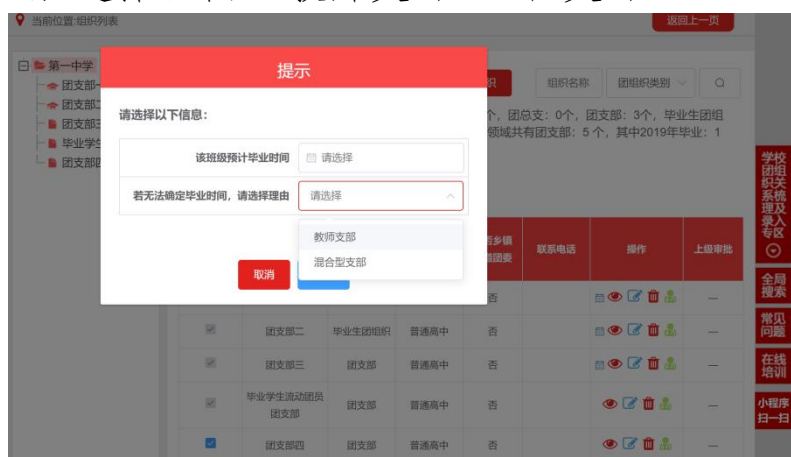 当前位置:组织列表
返回上一页
第一中学
团支部
团支部
团支部
毕业学
团支部
提示
请选择以下信息：
该班级预计毕业时间
请选择
若无法确定毕业时间，请选择理由
请选择
教师支部
混合型支部
取消
组织名称
团组织类别
个，团总支：0个，团支部：3个，毕业生团组
领域共有团支部：5 个，其中2019年毕业：1
联系电话
操作
上级审批
否
—
团支部二
毕业生团组织
普通高中
否
—
团支部三
团支部
普通高中
否
—
毕业学生流动团员
团支部
团支部
普通高中
否
—
团支部四
团支部
普通高中
否
—
学校
团组
织关
系梳
理及
录入
专区
全局
搜索
常见
问题
在线
培训
小程序
扫一扫